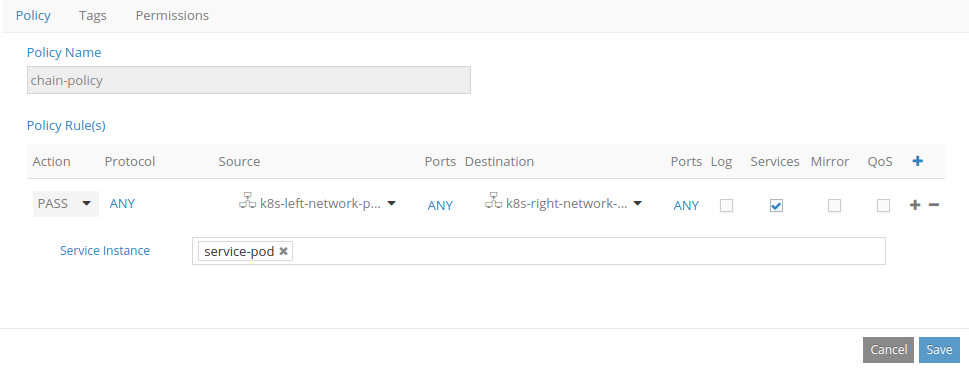 Policy Tags Permissions
Policy Name
chain-policy
Policy Rule(s)
Action Protocol Source Ports Destination Ports Log Services Mirror QoS
PASS ANY k8s-left-network-p... ANY k8s-right-network-... ANY
Service Instance service-pod
Cancel Save